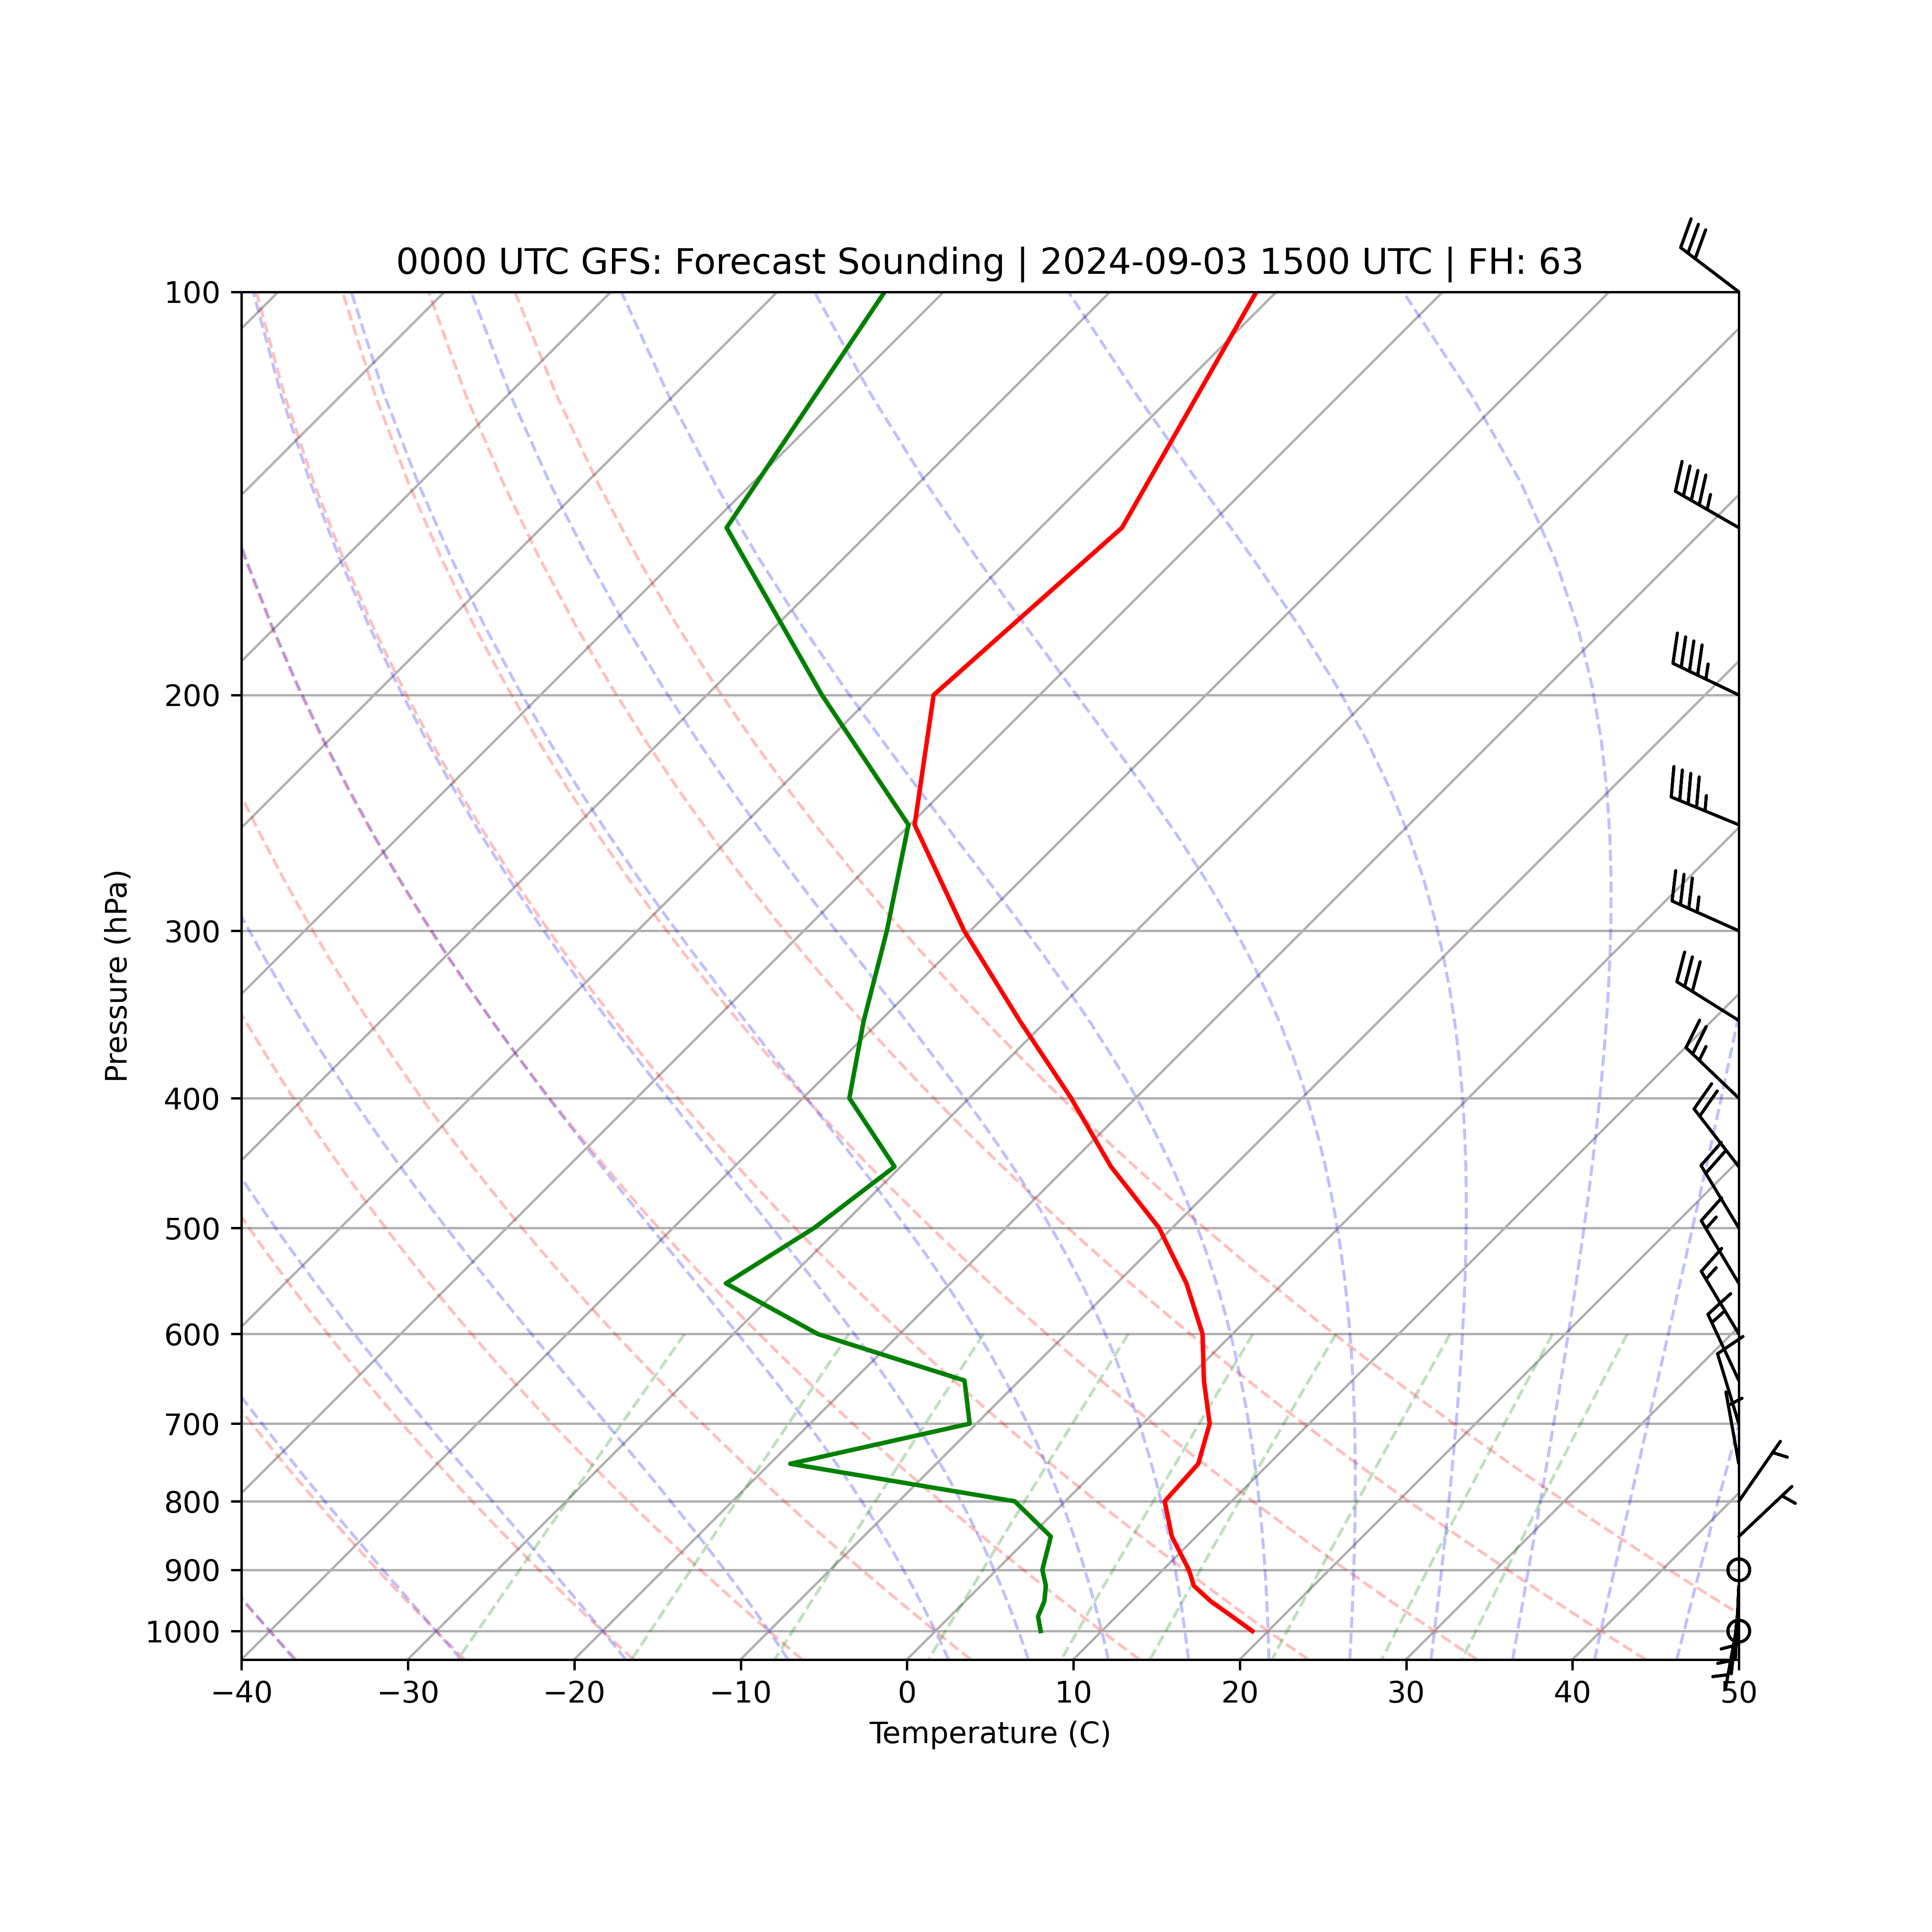 0000 UTC GFS: Forecast Sounding | 2024-09-03 1500 UTC | FH: 63
100
200
300
400
500
600
700
800
900
1000
Pressure (hPa)
−40 −30 −20 −10 0 10 20 30 40 50
Temperature (C)